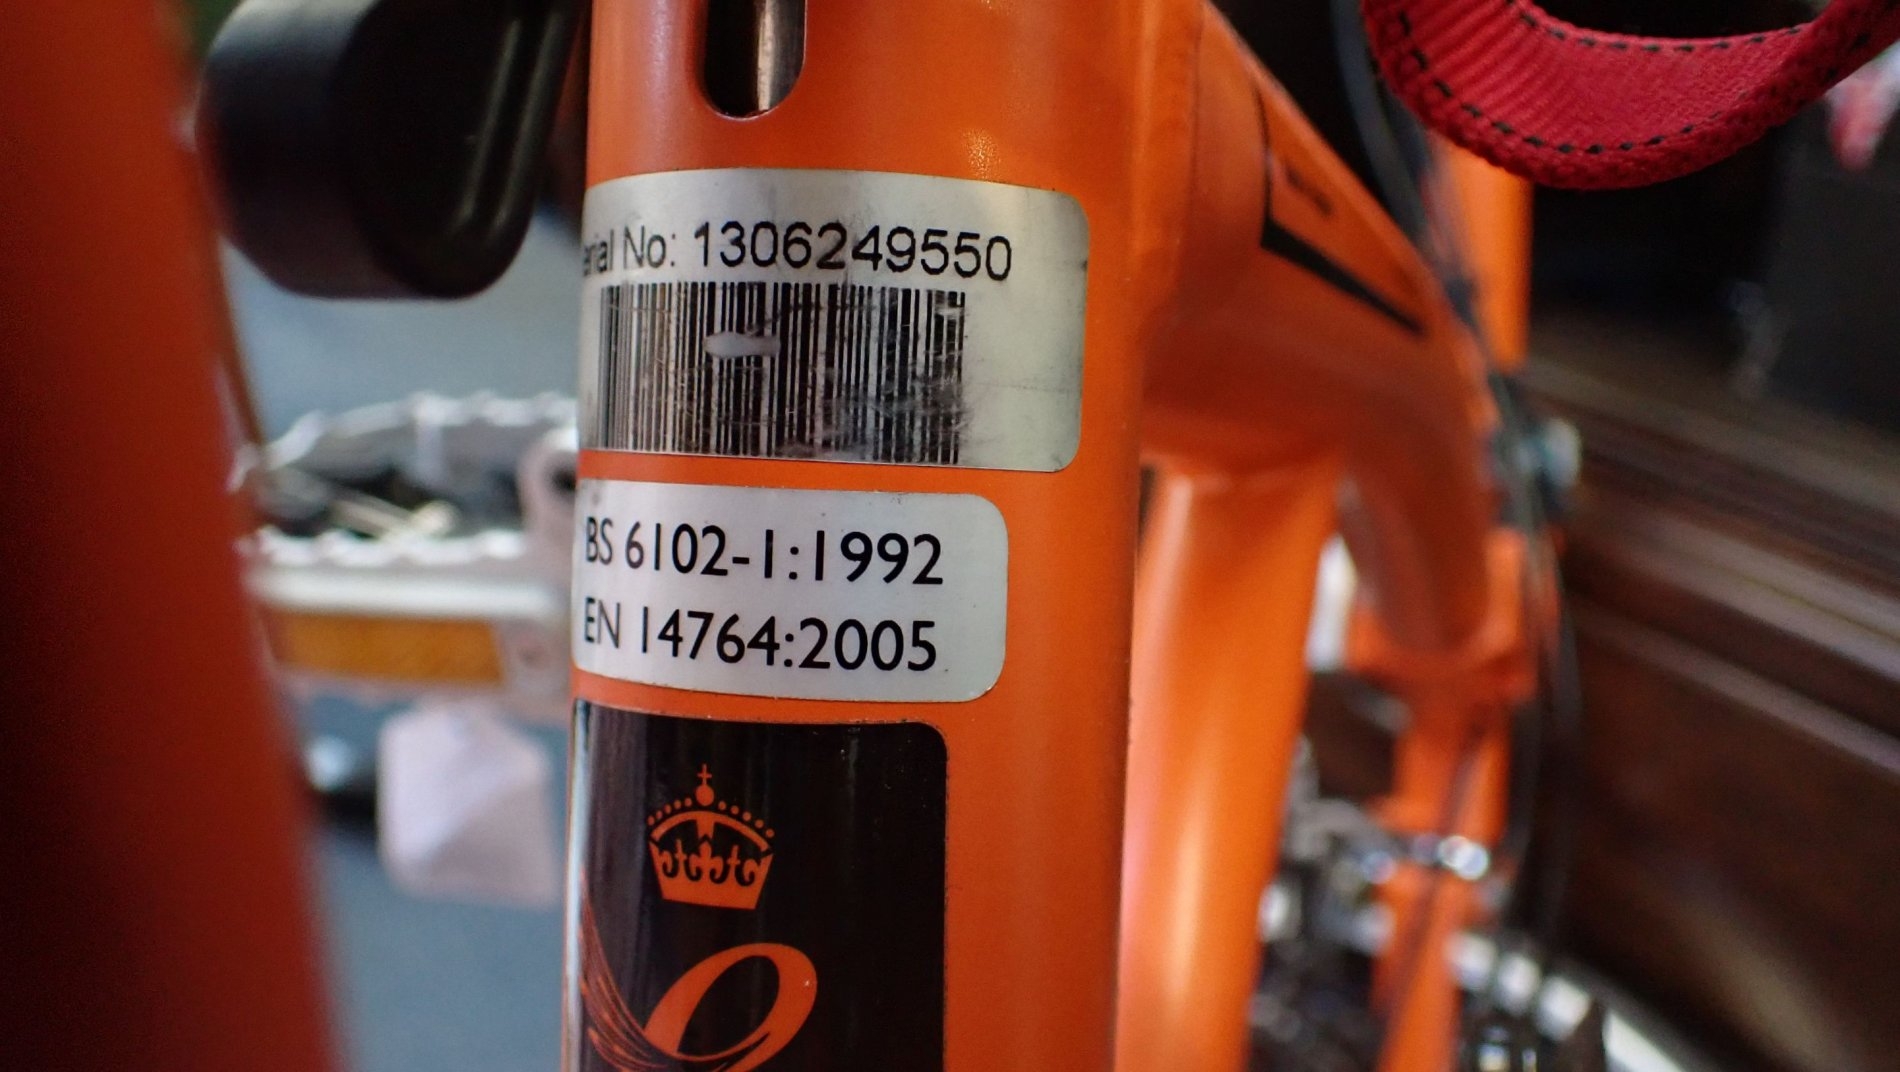 erial No: 1306249550
BS 6102-1:1992
EN 14764:2005